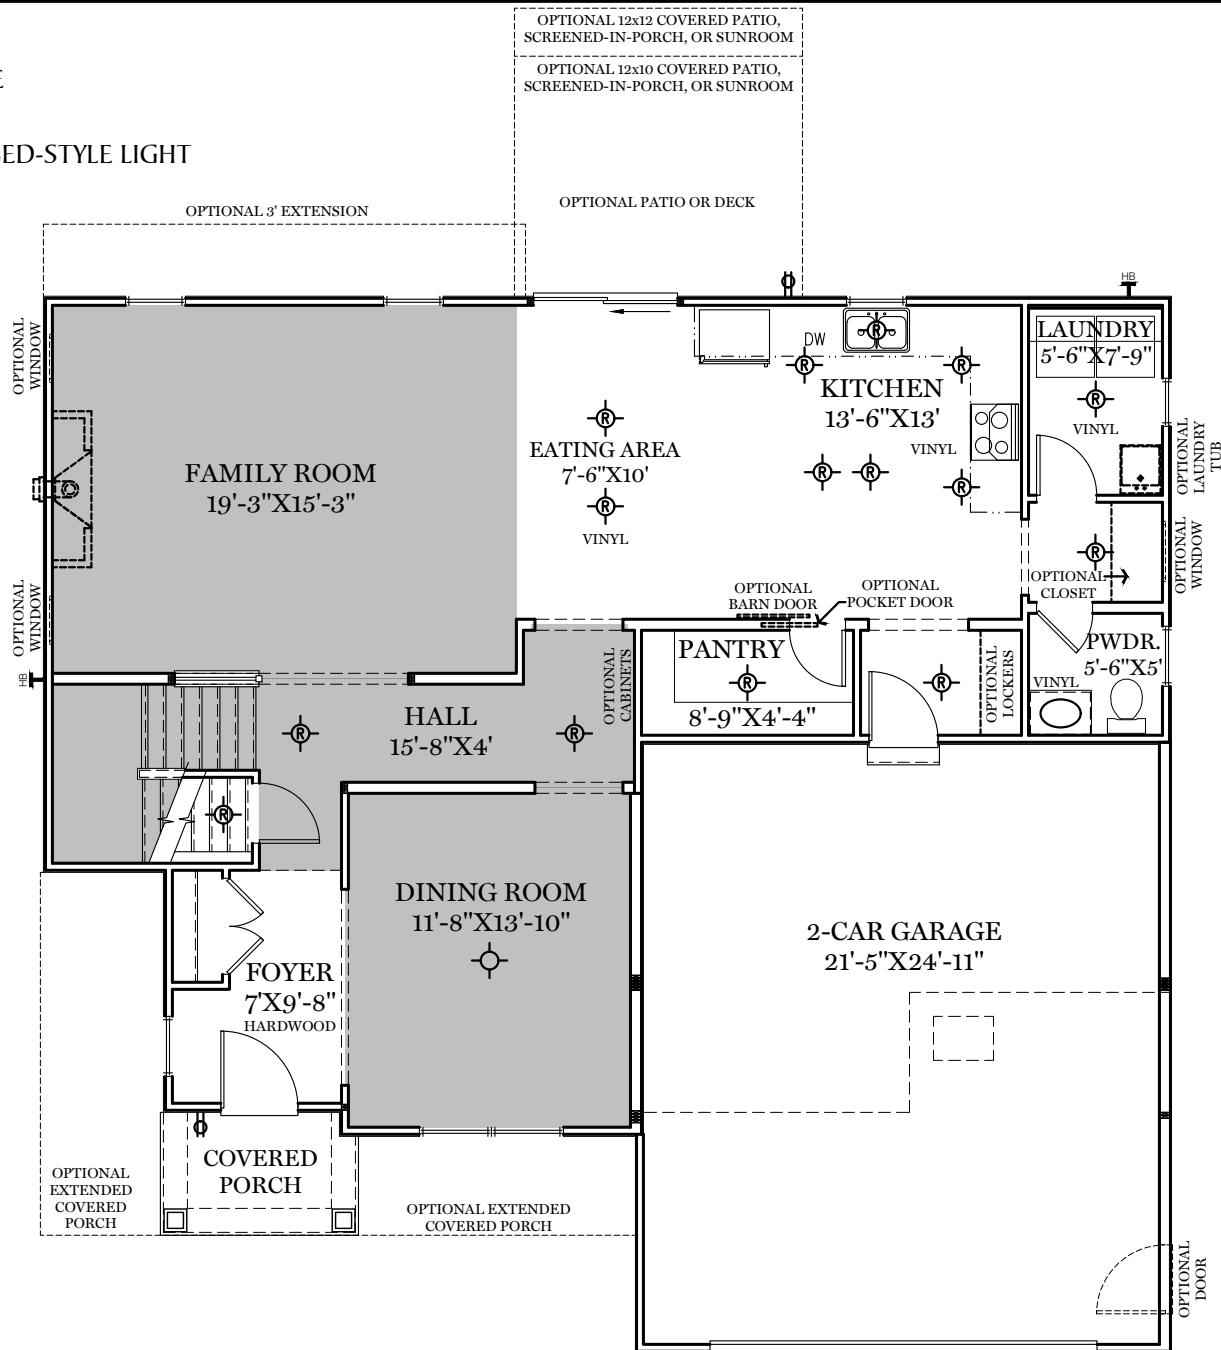 OPTIONAL 12x12 COVERED PATIO,
SCREENED-IN-PORCH, OR SUNROOM
OPTIONAL 12x10 COVERED PATIO,
SCREENED-IN-PORCH, OR SUNROOM
E
ED-STYLE LIGHT
OPTIONAL PATIO OR DECK
OPTIONAL 3' EXTENSION
HB
OPTIONAL
WINDOW
DW
R
LAUNDRY
5'-6"X7'-9"
R
R
KITCHEN
13'-6"X13'
R
VINYL
R
EATING AREA
7'-6"X10'
VINYL
OPTIONAL
LAUNDRY
TUB
FAMILY ROOM
19'-3"X15'-3"
R
R
R
R
VINYL
R
OPTIONAL
WINDOW
OPTIONAL
CLOSET
OPTIONAL
WINDOW
OPTIONAL
BARN DOOR
OPTIONAL
POCKET DOOR
HB
PANTRY
R
8'-9"X4'-4"
R
OPTIONAL
LOCKERS
PWDR.
5'-6"X5'
VINYL
OPTIONAL
CABINETS
HALL
15'-8"X4'
R
R
R
DINING ROOM
11'-8"X13'-10"
2-CAR GARAGE
21'-5"X24'-11"
FOYER
7'X9'-8"
HARDWOOD
COVERED
PORCH
OPTIONAL
EXTENDED
COVERED
PORCH
OPTIONAL EXTENDED
COVERED PORCH
OPTIONAL
DOOR